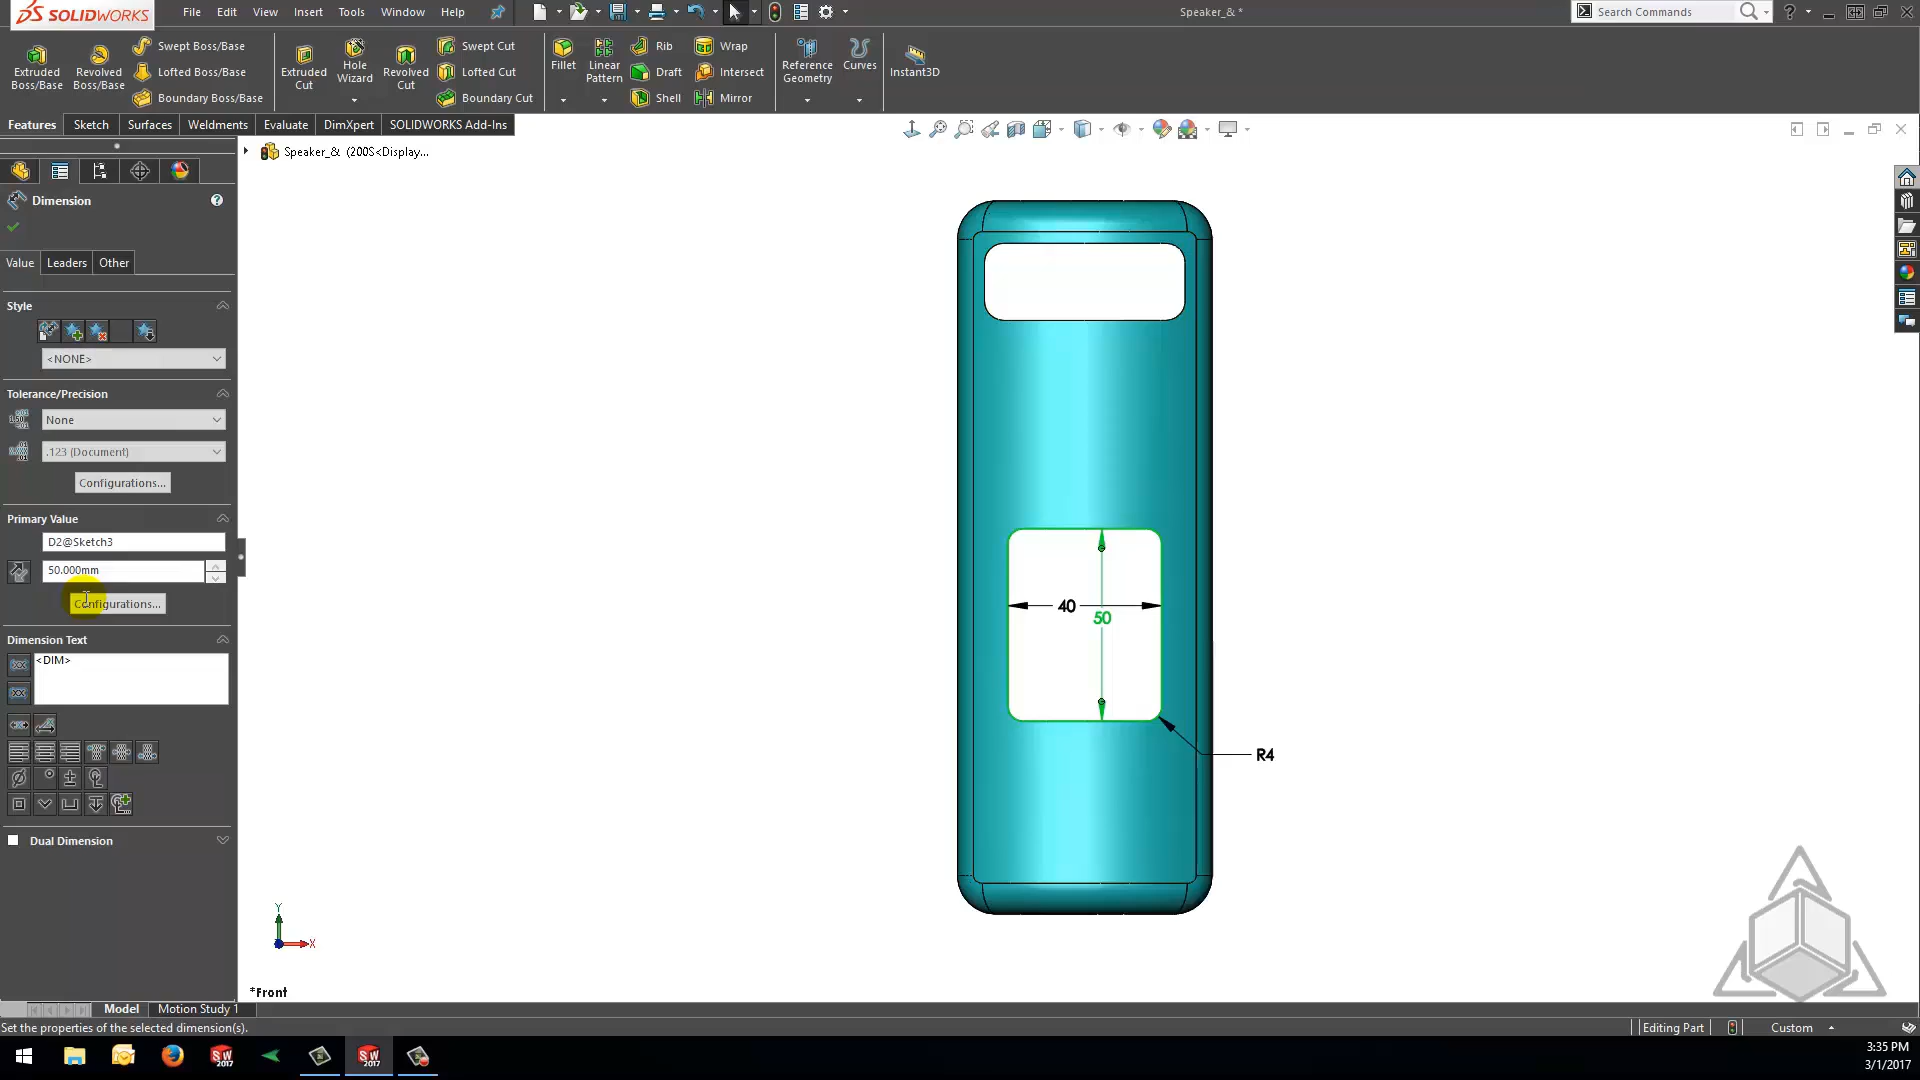 SOLIDWORKS File Edit View Insert Tools Window Help Speaker_& * Search Commands
Extruded Boss/Base
Revolved Boss/Base
Swept Boss/Base
Lofted Boss/Base
Boundary Boss/Base
Extruded Cut
Hole Wizard
Revolved Cut
Swept Cut
Lofted Cut
Boundary Cut
Fillet
Linear Pattern
Rib
Draft
Shell
Wrap
Intersect
Mirror
Reference Geometry
Curves
Instant3D
Features Sketch Surfaces Weldments Evaluate DimXpert SOLIDWORKS Add-Ins
Speaker_& (200S<Display...
Dimension
Value Leaders Other
Style
<NONE>
Tolerance/Precision
None
.123 (Document)
Configurations...
Primary Value
D2@Sketch3
50.000mm
Configurations...
Dimension Text
<DIM>
Dual Dimension
40
50
R4
Y
X
*Front
Model Motion Study 1
Set the properties of the selected dimension(s).
Editing Part Custom
SW 2017
SW 2017
3:35 PM
3/1/2017